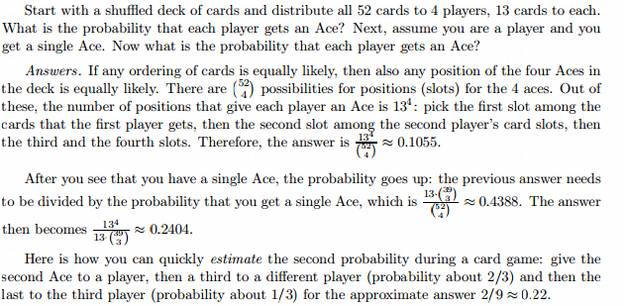 Start with a shuffled deck of cards and distribute all 52 cards to 4 players, 13 cards to each.
What is the probability that each player gets an Ace? Next, assume you are a player and you
get a single Ace. Now what is the probability that each player gets an Ace?
Answers. If any ordering of cards is equally likely, then also any position of the four Aces in
the deck is equally likely. There are \binom{52}{4} possibilities for positions (slots) for the 4 aces. Out of
these, the number of positions that give each player an Ace is 13^4: pick the first slot among the
cards that the first player gets, then the second slot among the second player's card slots, then
the third and the fourth slots. Therefore, the answer is \frac{13^4}{\binom{52}{4}} ≈ 0.1055.
After you see that you have a single Ace, the probability goes up: the previous answer needs
to be divided by the probability that you get a single Ace, which is \frac{13·\binom{39}{3}}{\binom{52}{4}} ≈ 0.4388. The answer
then becomes \frac{13^4}{13·\binom{39}{3}} ≈ 0.2404.
Here is how you can quickly estimate the second probability during a card game: give the
second Ace to a player, then a third to a different player (probability about 2/3) and then the
last to the third player (probability about 1/3) for the approximate answer 2/9 ≈ 0.22.